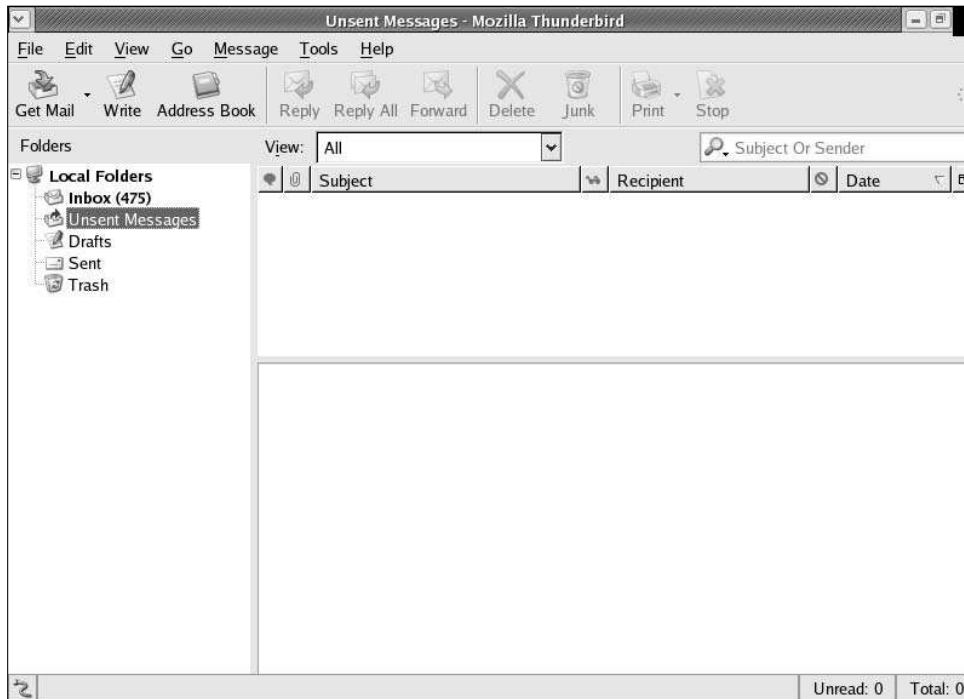 Unsent Messages - Mozilla Thunderbird
File Edit View Go Message Tools Help
Get Mail Write Address Book Reply Reply All Forward Delete Junk Print Stop
Folders View: All Subject Or Sender
Subject Recipient Date
Local Folders
Inbox (475)
Unsent Messages
Drafts
Sent
Trash
Unread: 0 Total: 0